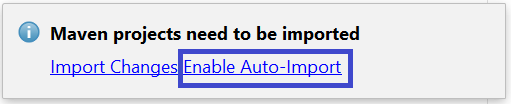 Maven projects need to be imported
Import Changes Enable Auto-Import